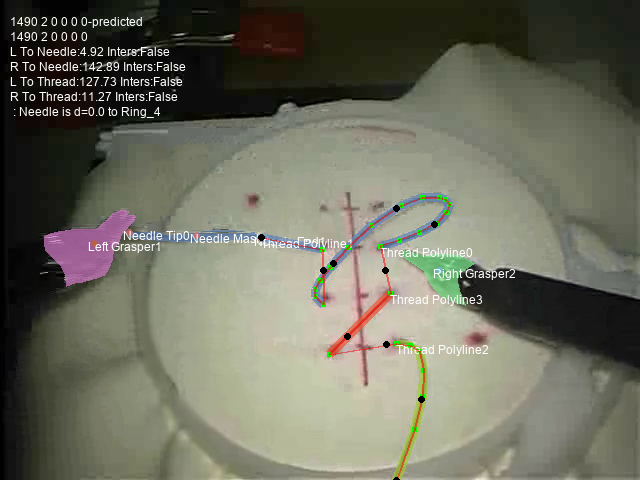 1490 2 0 0 0 0-predicted
1490 2 0 0 0 0
L To Needle:4.92 Inters:False
R To Needle:142.89 Inters:False
L To Thread:127.73 Inters:False
R To Thread:11.27 Inters:False
: Needle is d=0.0 to Ring_4
Needle Tip0
Needle Mas
Thread Polyline1
Left Grasper1
Thread Polyline0
Right Grasper2
Thread Polyline3
Thread Polyline2